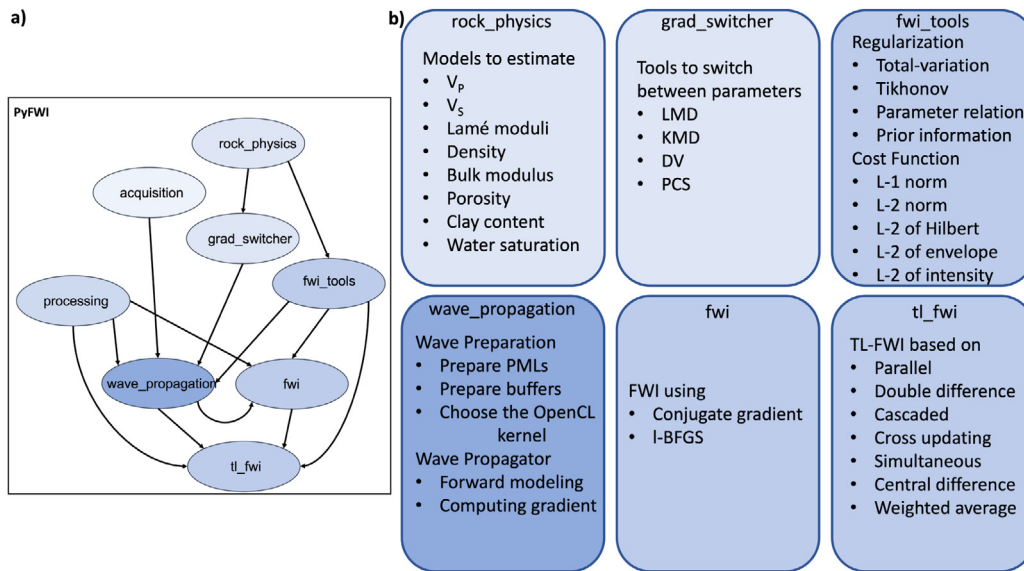 a)
PyFWI
rock_physics
acquisition
grad_switcher
fwi_tools
processing
wave_propagation
fwi
tl_fwi
b)
rock_physics
Models to estimate
• VP
• VS
• Lamé moduli
• Density
• Bulk modulus
• Porosity
• Clay content
• Water saturation
grad_switcher
Tools to switch
between parameters
• LMD
• KMD
• DV
• PCS
fwi_tools
Regularization
• Total-variation
• Tikhonov
• Parameter relation
• Prior information
Cost Function
• L-1 norm
• L-2 norm
• L-2 of Hilbert
• L-2 of envelope
• L-2 of intensity
wave_propagation
Wave Preparation
• Prepare PMLs
• Prepare buffers
• Choose the OpenCL
kernel
Wave Propagator
• Forward modeling
• Computing gradient
fwi
FWI using
• Conjugate gradient
• l-BFGS
tl_fwi
TL-FWI based on
• Parallel
• Double difference
• Cascaded
• Cross updating
• Simultaneous
• Central difference
• Weighted average